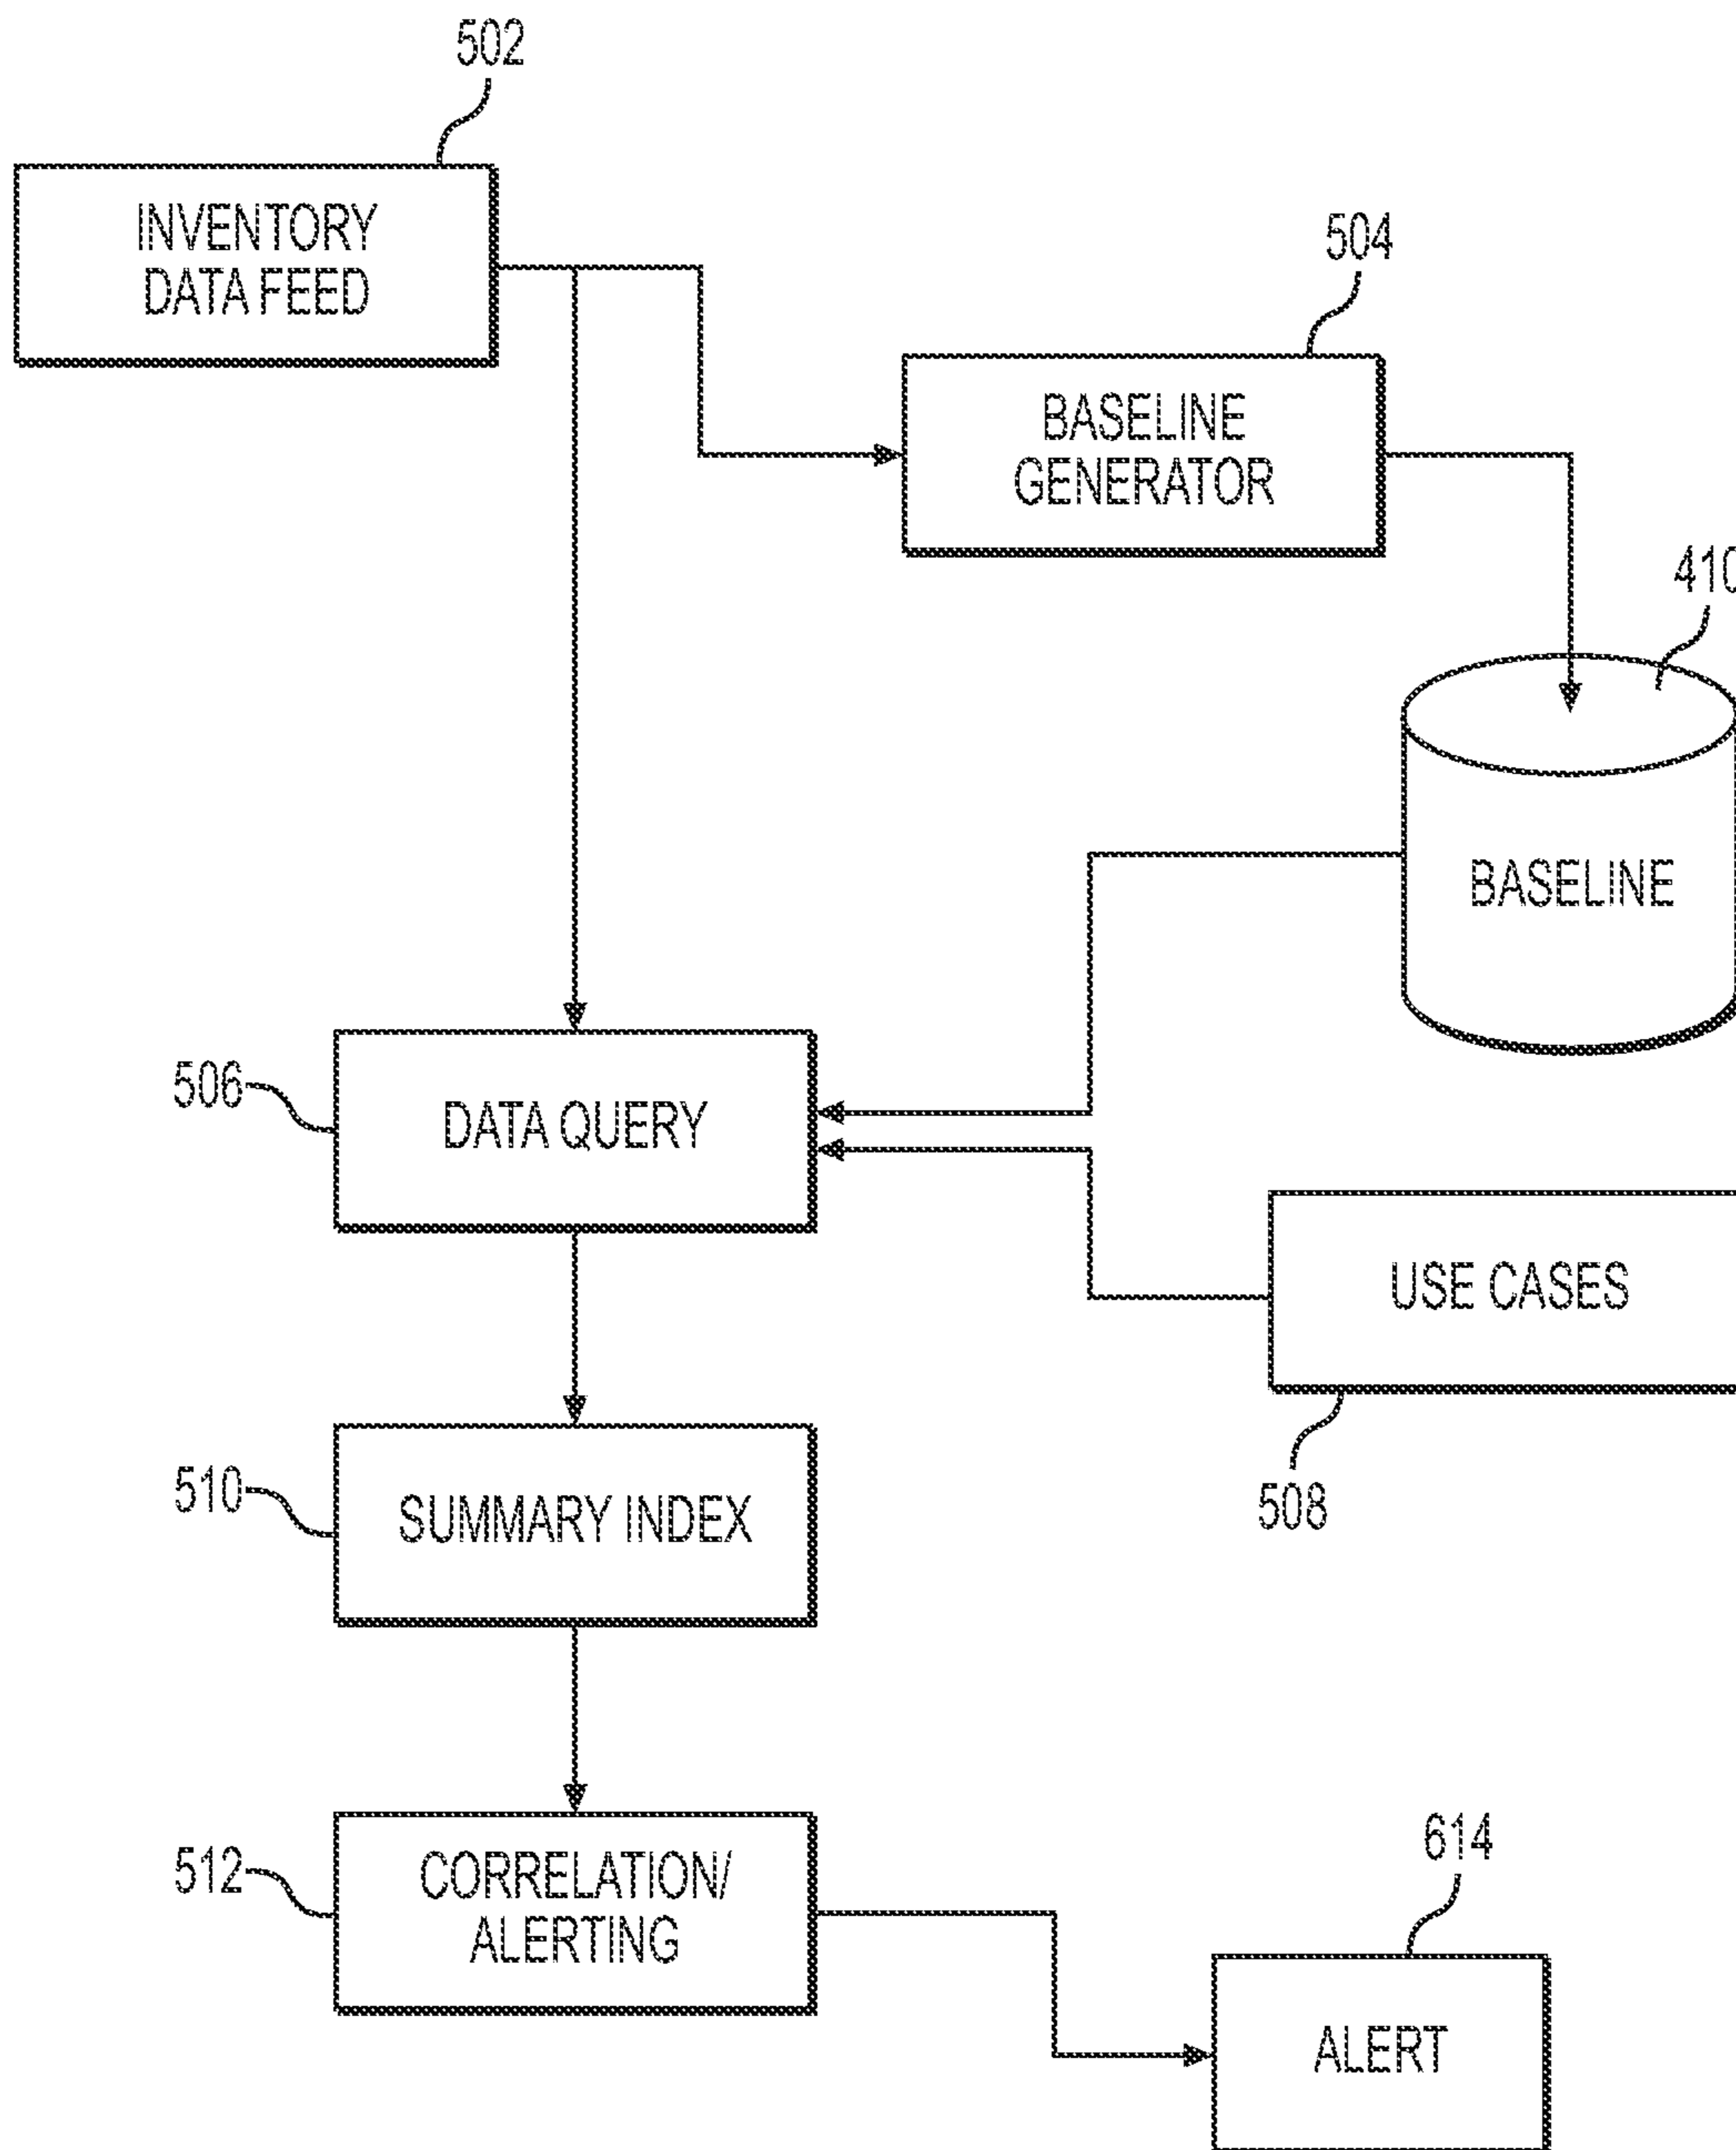 502
INVENTORY
DATA FEED
504
BASELINE
GENERATOR
410
BASELINE
506
DATA QUERY
USE CASES
508
510
SUMMARY INDEX
512
CORRELATION/
ALERTING
614
ALERT